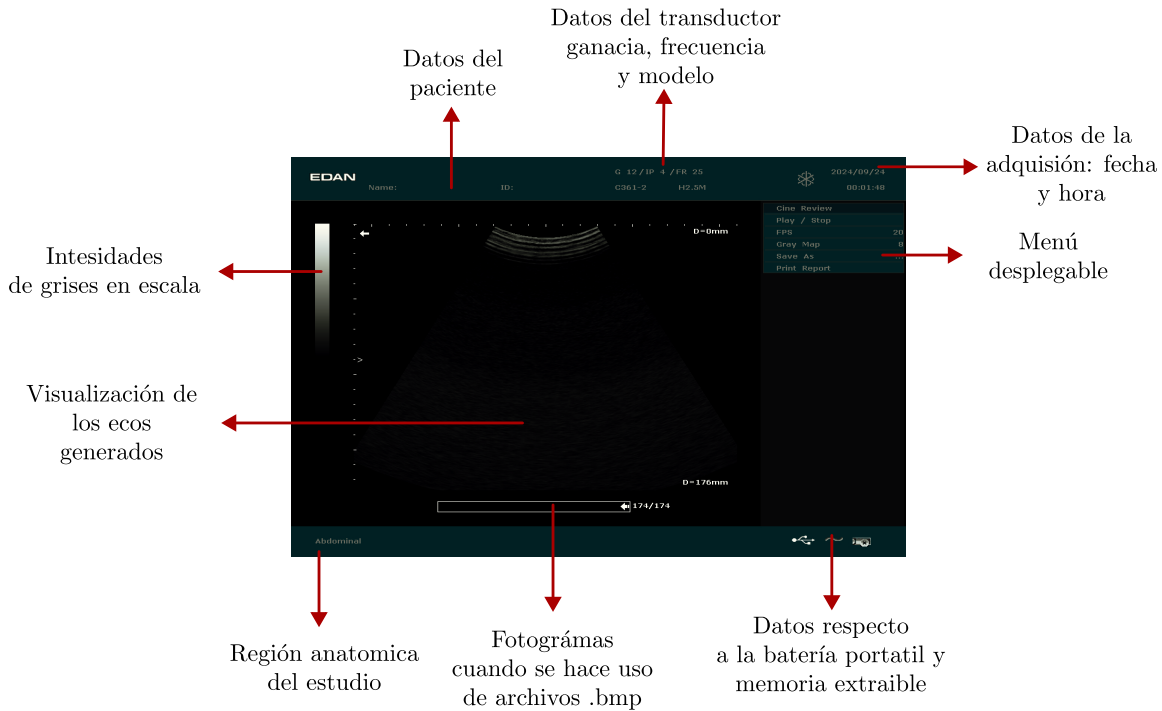 Datos del transductor
ganacia, frecuencia
y modelo
Datos del
paciente
Datos de la
adquisión: fecha
y hora
EDAN
G 12/IP 4 /FR 25
2024/09/24
Name:
ID:
C361-2
H2.5M
00:01:48
Cine Review
Play / Stop
FPS 20
Gray Map 8
Save As ...
Print Report
D=0mm
Menú
desplegable
Intesidades
de grises en escala
>
Visualización de
los ecos
generados
D=176mm
174/174
Abdominal
Región anatomica
del estudio
Fotográmas
cuando se hace uso
de archivos .bmp
Datos respecto
a la batería portatil y
memoria extraible